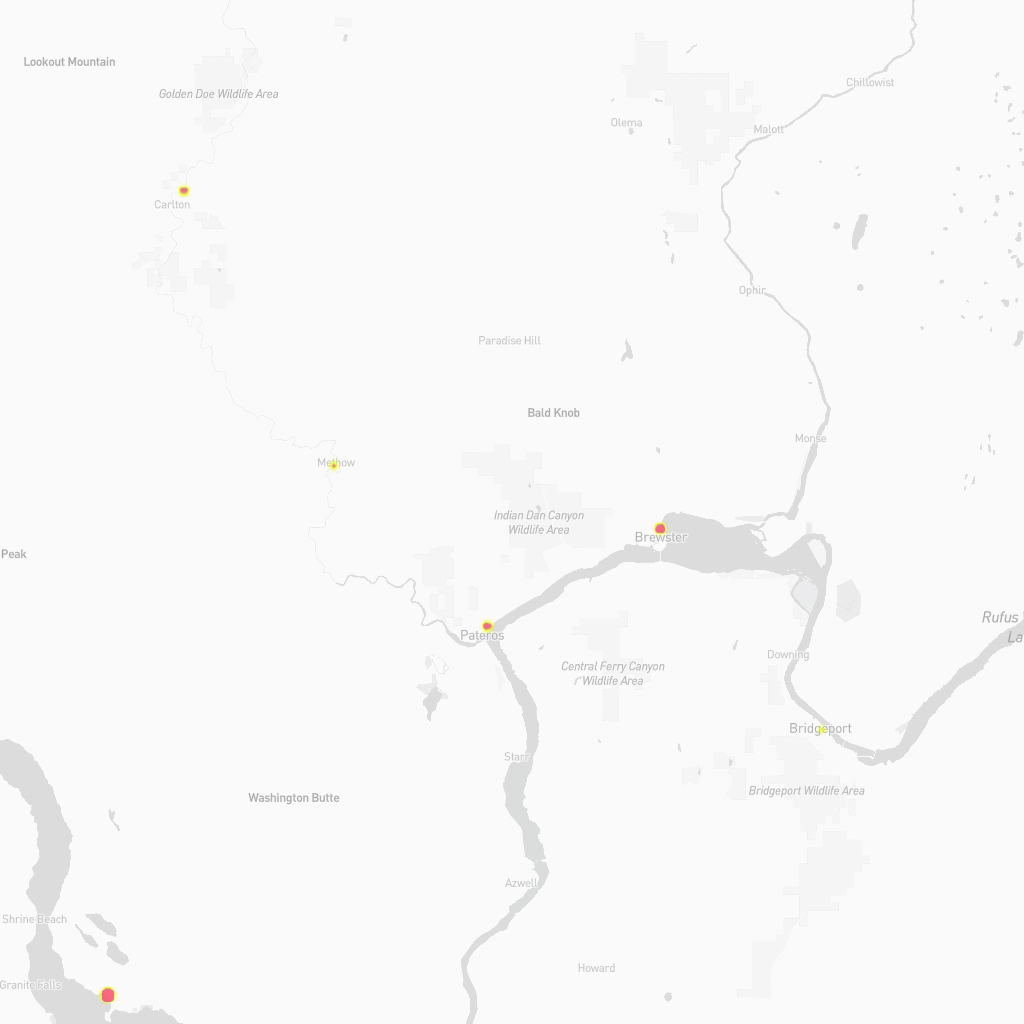 Lookout Mountain
Golden Doe Wildlife Area
Chillowist
Olema
Malott
Carlton
Ophir
Paradise Hill
Bald Knob
Monse
Methow
Indian Dan Canyon
Wildlife Area
Brewster
Peak
Rufus
La
Pateros
Downing
Central Ferry Canyon
Wildlife Area
Bridgeport
Starr
Bridgeport Wildlife Area
Washington Butte
Azwell
Shrine Beach
Howard
Granite Falls